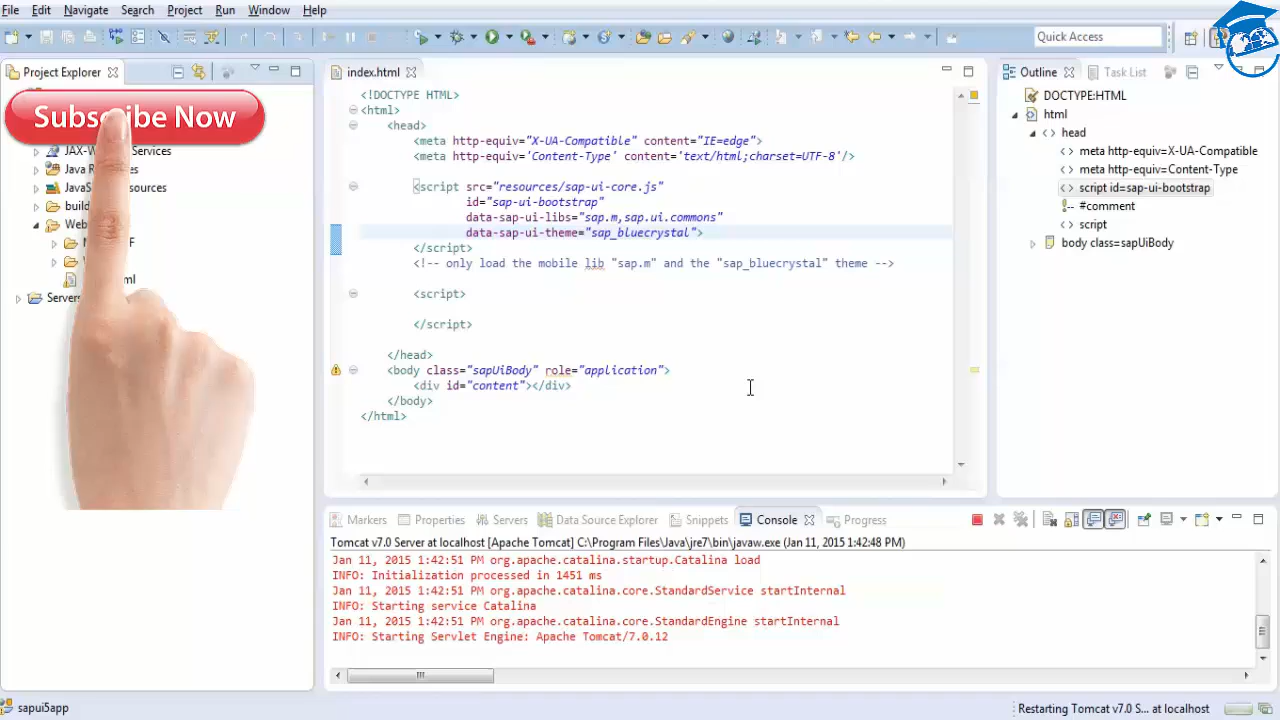 File Edit Navigate Search Project Run Window Help
Quick Access
Project Explorer
Subscribe Now
Services
Java
JavaS
build
Web
Servers
index.html
<!DOCTYPE HTML>
<html>
<head>
<meta http-equiv="X-UA-Compatible" content="IE=edge">
<meta http-equiv='Content-Type' content='text/html;charset=UTF-8'/>
<script src="resources/sap-ui-core.js"
id="sap-ui-bootstrap"
data-sap-ui-libs="sap.m,sap.ui.commons"
data-sap-ui-theme="sap_bluecrystal">
</script>
<!-- only load the mobile lib "sap.m" and the "sap_bluecrystal" theme -->
<script>
</script>
</head>
<body class="sapUiBody" role="application">
<div id="content"></div>
</body>
</html>
Outline Task List
DOCTYPE:HTML
html
head
meta http-equiv=X-UA-Compatible
meta http-equiv=Content-Type
script id=sap-ui-bootstrap
#comment
script
body class=sapUiBody
Markers Properties Servers Data Source Explorer Snippets Console Progress
Tomcat v7.0 Server at localhost [Apache Tomcat] C:\Program Files\Java\jre7\bin\javaw.exe (Jan 11, 2015 1:42:48 PM)
Jan 11, 2015 1:42:51 PM org.apache.catalina.startup.Catalina load
INFO: Initialization processed in 1451 ms
Jan 11, 2015 1:42:51 PM org.apache.catalina.core.StandardService startInternal
INFO: Starting service Catalina
Jan 11, 2015 1:42:51 PM org.apache.catalina.core.StandardEngine startInternal
INFO: Starting Servlet Engine: Apache Tomcat/7.0.12
sapui5app
Restarting Tomcat v7.0 S... at localhost